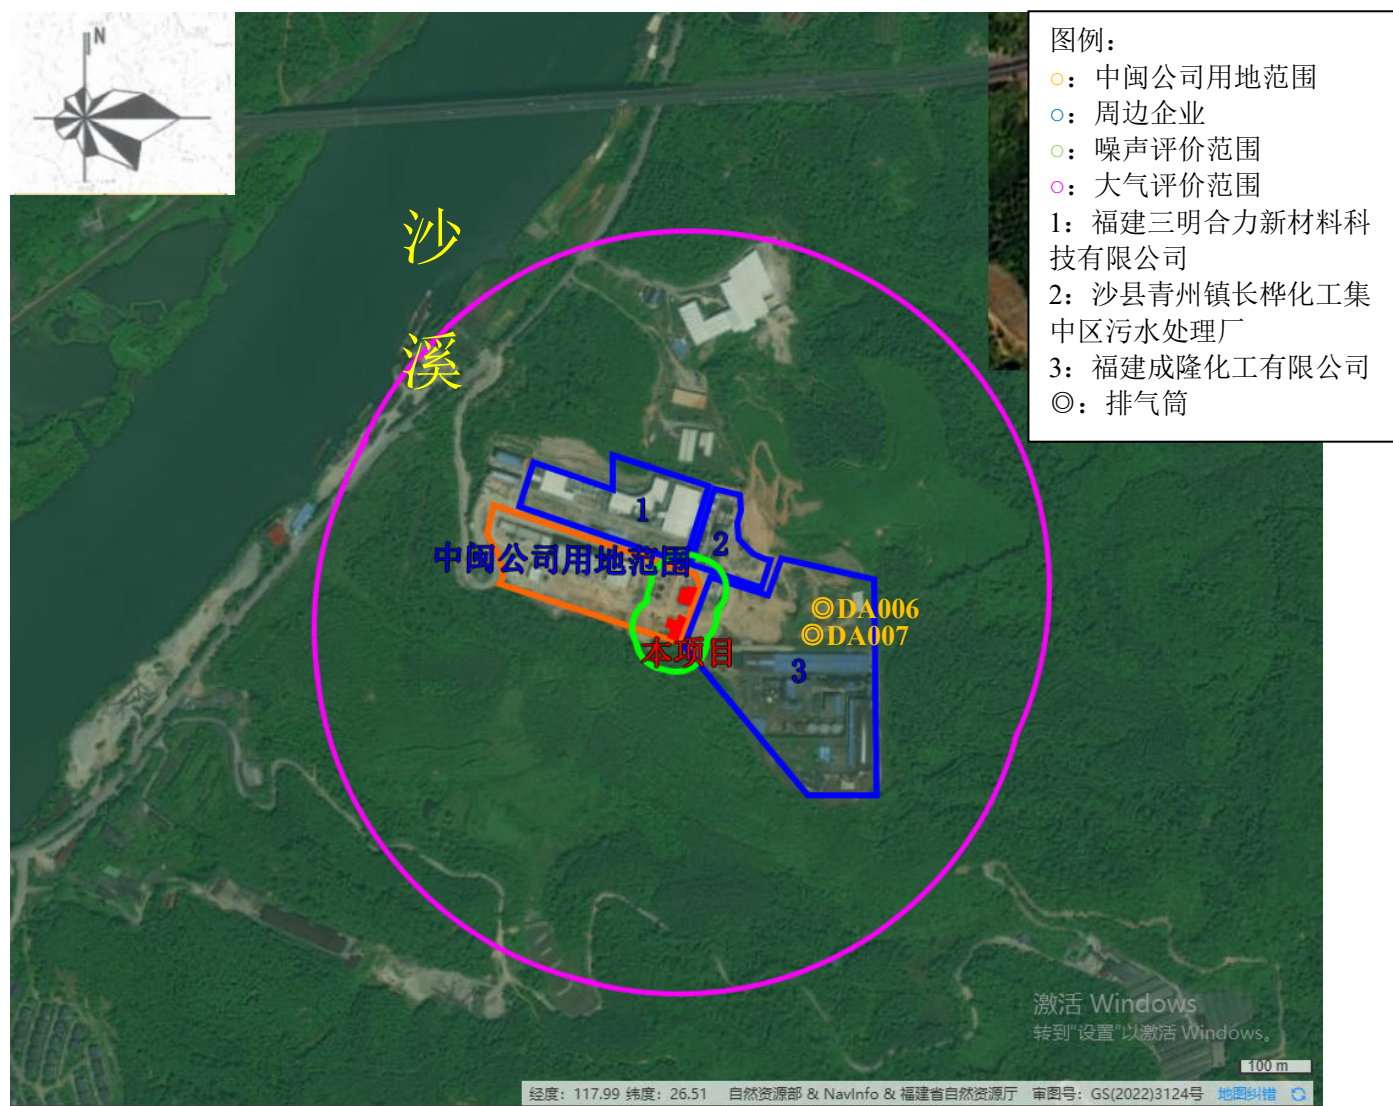 N
图例：
○：中闽公司用地范围
○：周边企业
○：噪声评价范围
○：大气评价范围
1：福建三明合力新材料科
技有限公司
2：沙县青州镇长桦化工集
中区污水处理厂
3：福建成隆化工有限公司
◎：排气筒
沙
溪
1
2
中闽公司用地范围
◎DA006
◎DA007
本项目
3
激活 Windows
转到"设置"以激活 Windows。
100 m
经度：117.99 纬度：26.51 自然资源部 & NavInfo & 福建省自然资源厅 审图号：GS(2022)3124号 地图纠错